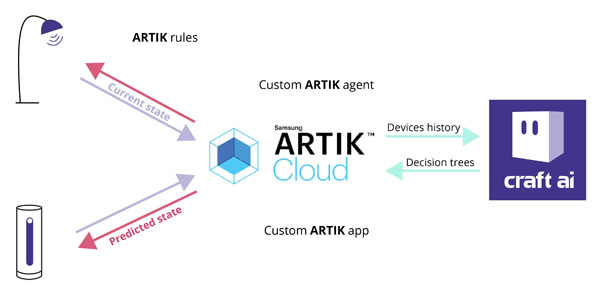 ARTIK rules
Current state
Custom ARTIK agent
Samsung
ARTIK™
Cloud
Devices history
Decision trees
craft ai
Predicted state
Custom ARTIK app